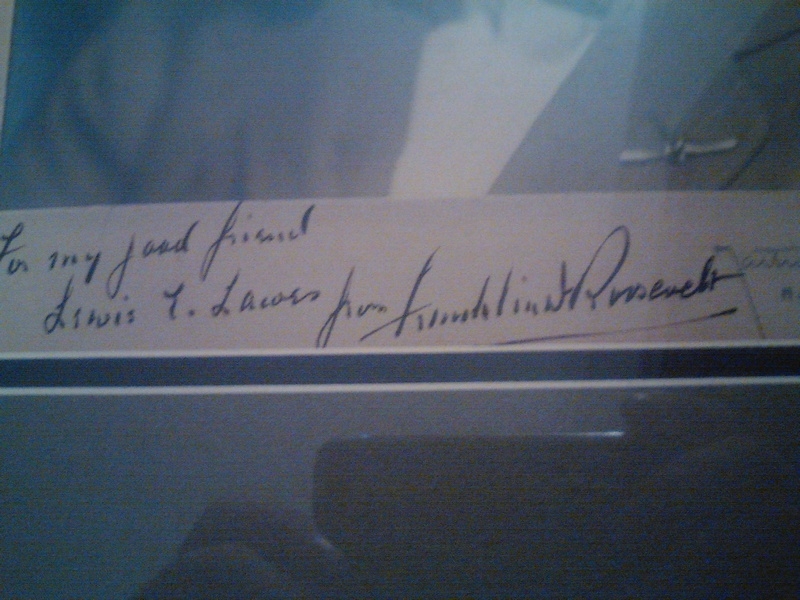 For my good friend
Lewis E. Lawes from Franklin D Roosevelt